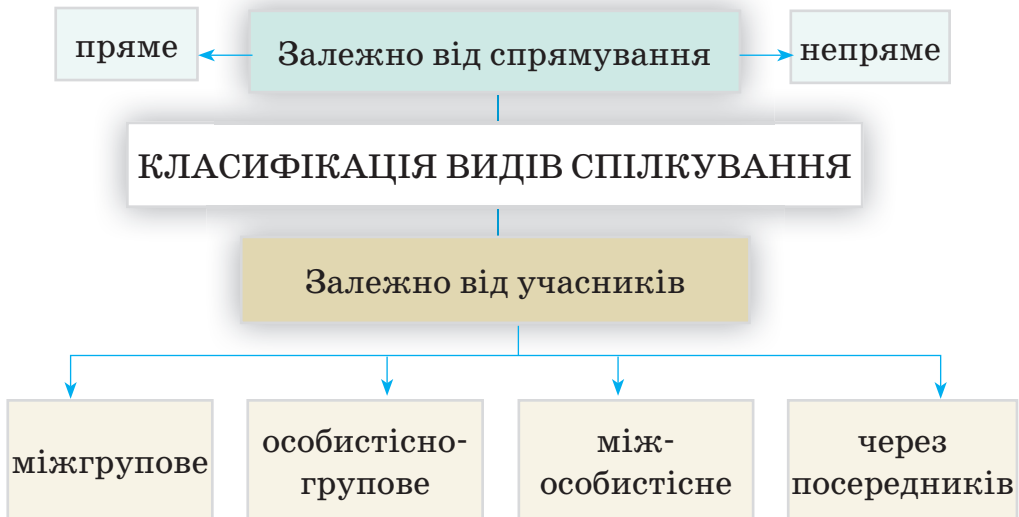 пряме
Залежно від спрямування
непряме
КЛАСИФІКАЦІЯ ВИДІВ СПІЛКУВАННЯ
Залежно від учасників
міжгрупове
особистісно-
групове
між-
особистісне
через
посередників